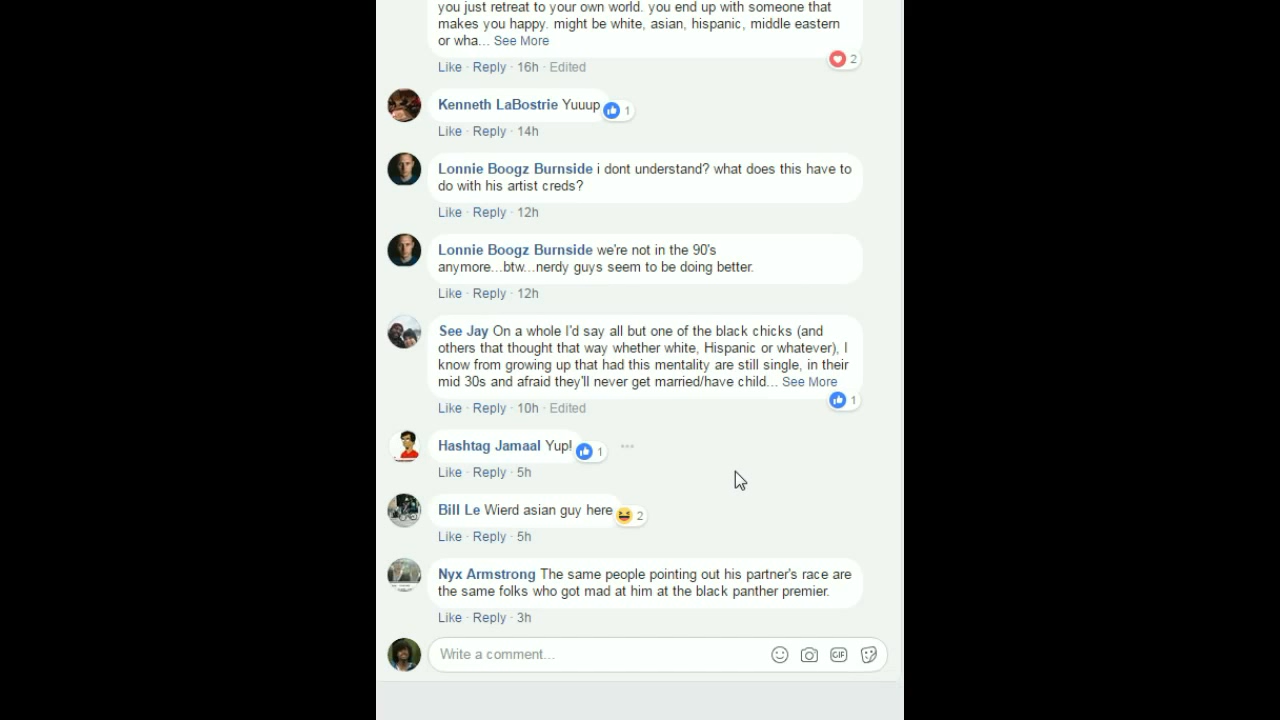 you just retreat to your own world. you end up with someone that
makes you happy. might be white, asian, hispanic, middle eastern
or wha... See More
Like · Reply · 16h · Edited
2
Kenneth LaBostrie Yuuup
1
Like · Reply · 14h
Lonnie Boogz Burnside i dont understand? what does this have to
do with his artist creds?
Like · Reply · 12h
Lonnie Boogz Burnside we're not in the 90's
anymore...btw...nerdy guys seem to be doing better.
Like · Reply · 12h
See Jay On a whole I'd say all but one of the black chicks (and
others that thought that way whether white, Hispanic or whatever), I
know from growing up that had this mentality are still single, in their
mid 30s and afraid they'll never get married/have child... See More
1
Like · Reply · 10h · Edited
Hashtag Jamaal Yup!
1
Like · Reply · 5h
Bill Le Wierd asian guy here
2
Like · Reply · 5h
Nyx Armstrong The same people pointing out his partner's race are
the same folks who got mad at him at the black panther premier.
Like · Reply · 3h
Write a comment...
GIF